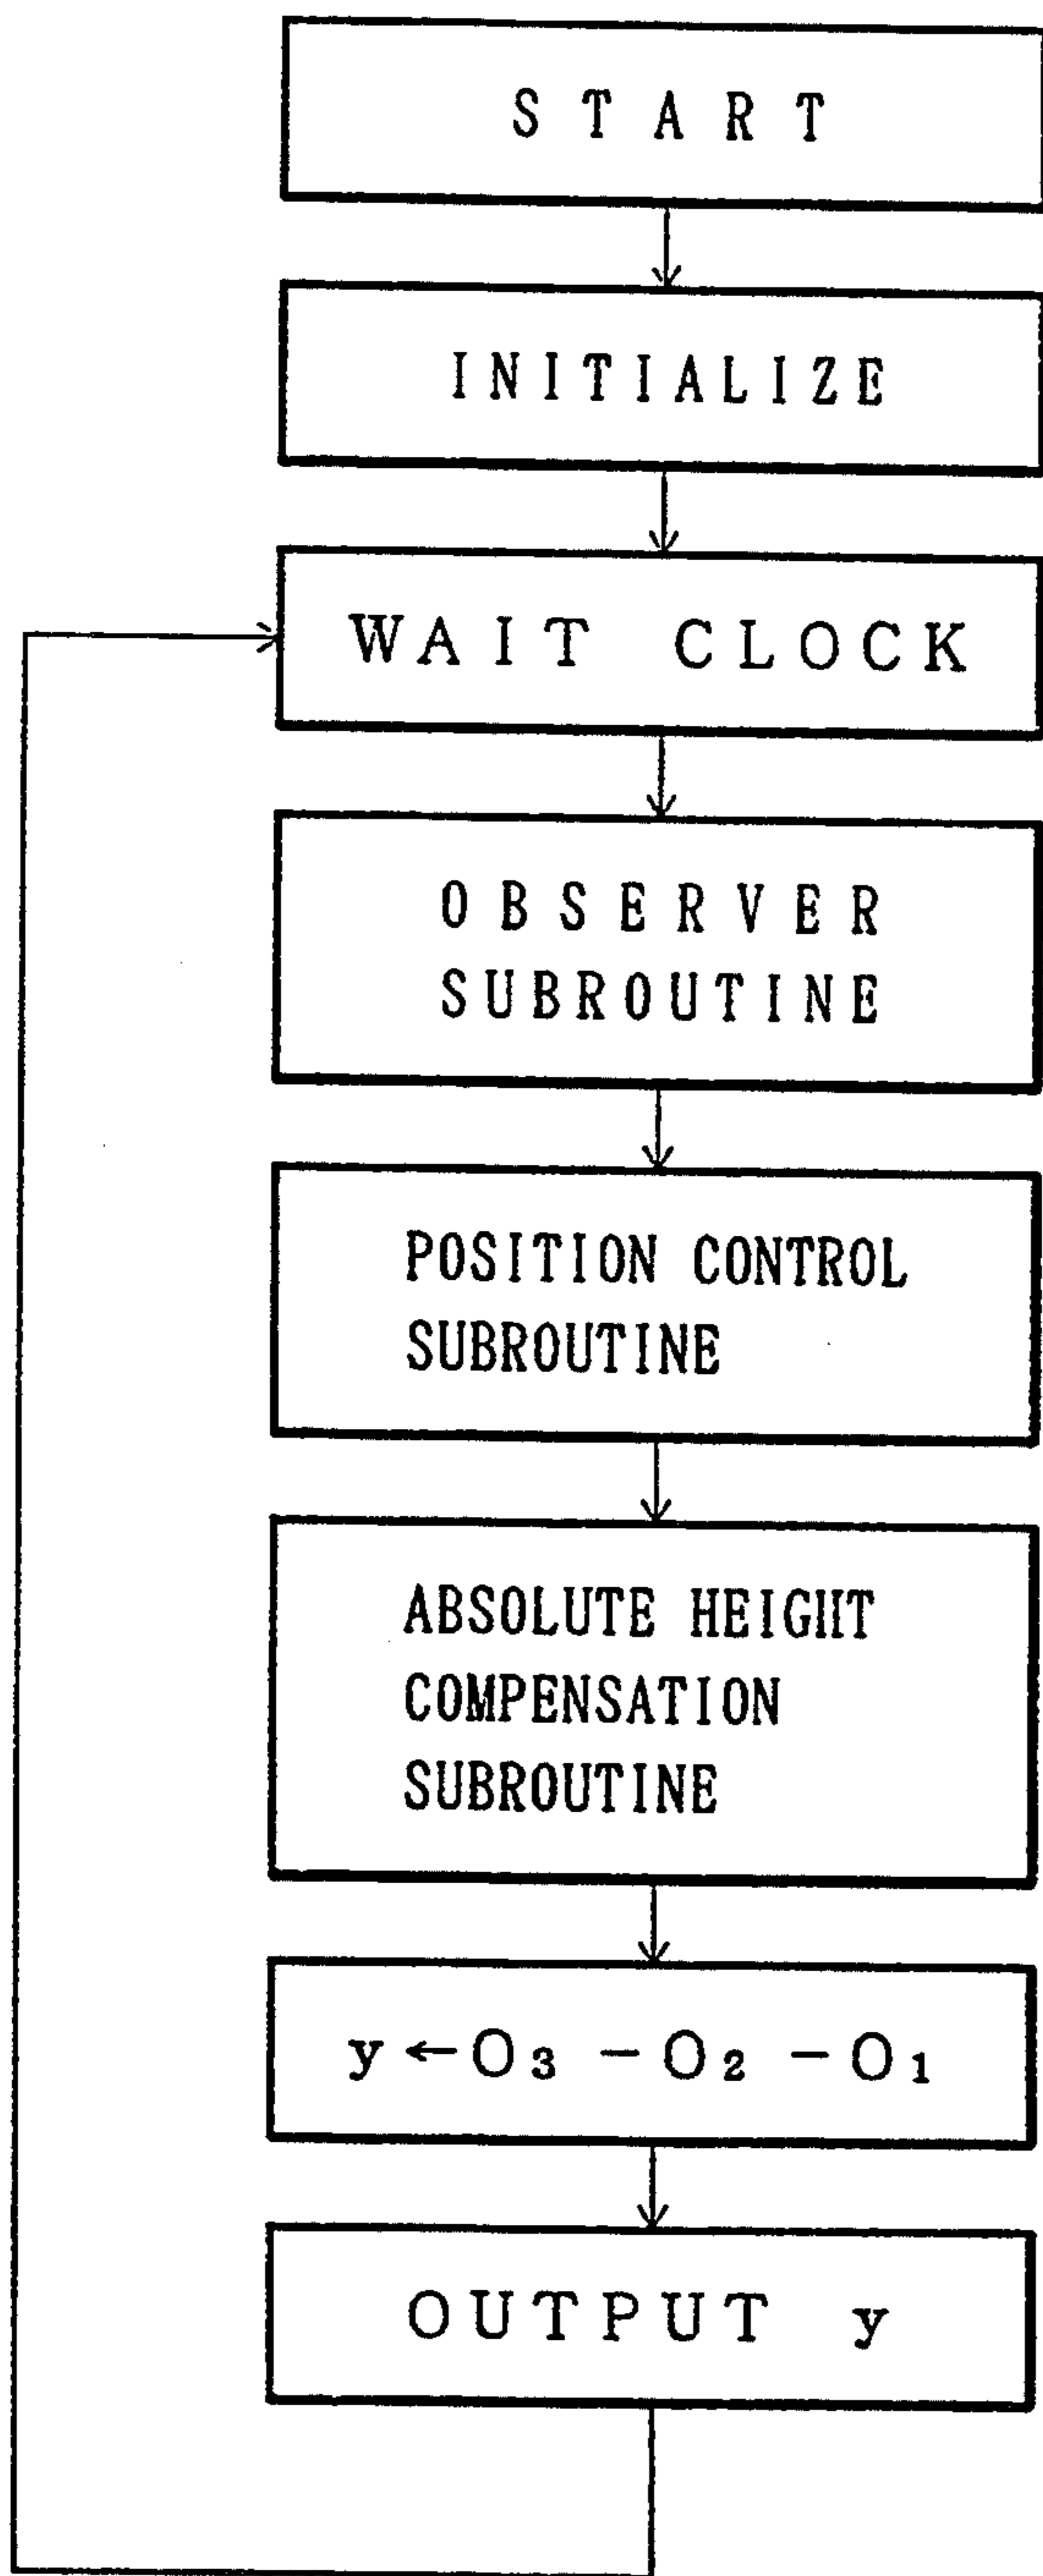 START
INITIALIZE
WAIT CLOCK
OBSERVER
SUBROUTINE
POSITION CONTROL
SUBROUTINE
ABSOLUTE HEIGHT
COMPENSATION
SUBROUTINE
y←O₃ −O₂ −O₁
OUTPUT y